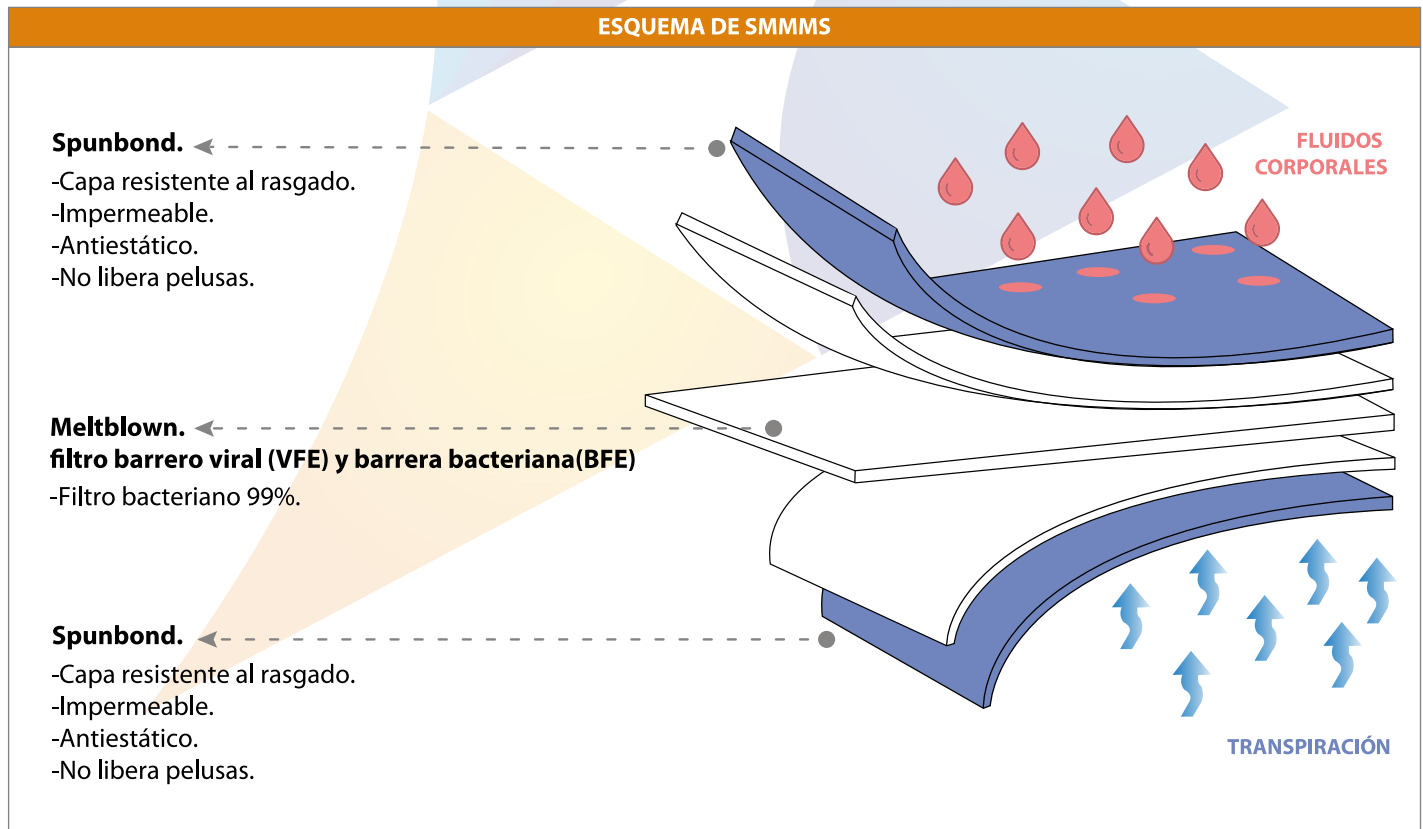 ESQUEMA DE SMMMS
Spunbond.
-Capa resistente al rasgado.
-Impermeable.
-Antiestático.
-No libera pelusas.
FLUIDOS
CORPORALES
Meltblown.
filtro barrero viral (VFE) y barrera bacteriana(BFE)
-Filtro bacteriano 99%.
Spunbond.
-Capa resistente al rasgado.
-Impermeable.
-Antiestático.
-No libera pelusas.
TRANSPIRACIÓN